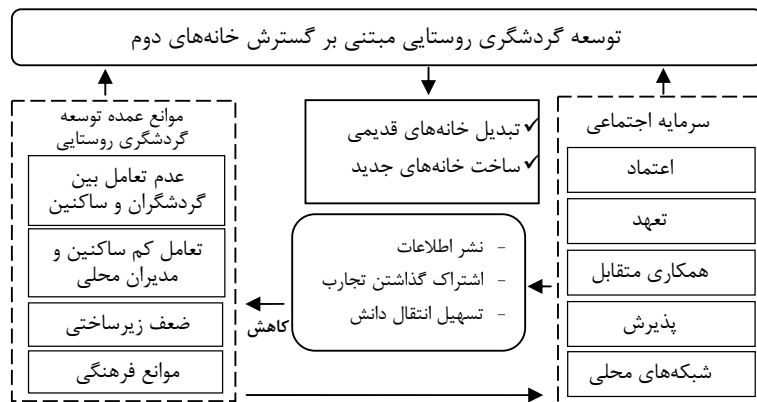 توسعه گردشگری روستایی مبتنی بر گسترش خانه‌های دوم
سرمایه اجتماعی
اعتماد
تعهد
همکاری متقابل
پذیرش
شبکه‌های محلی
✓ تبدیل خانه‌های قدیمی
✓ ساخت خانه‌های جدید
- نشر اطلاعات
- اشتراک گذاشتن تجارب
- تسهیل انتقال دانش
کاهش
موانع عمده توسعه
گردشگری روستایی
عدم تعامل بین
گردشگران و ساکنین
تعامل کم ساکنین و
مدیران محلی
ضعف زیرساختی
موانع فرهنگی